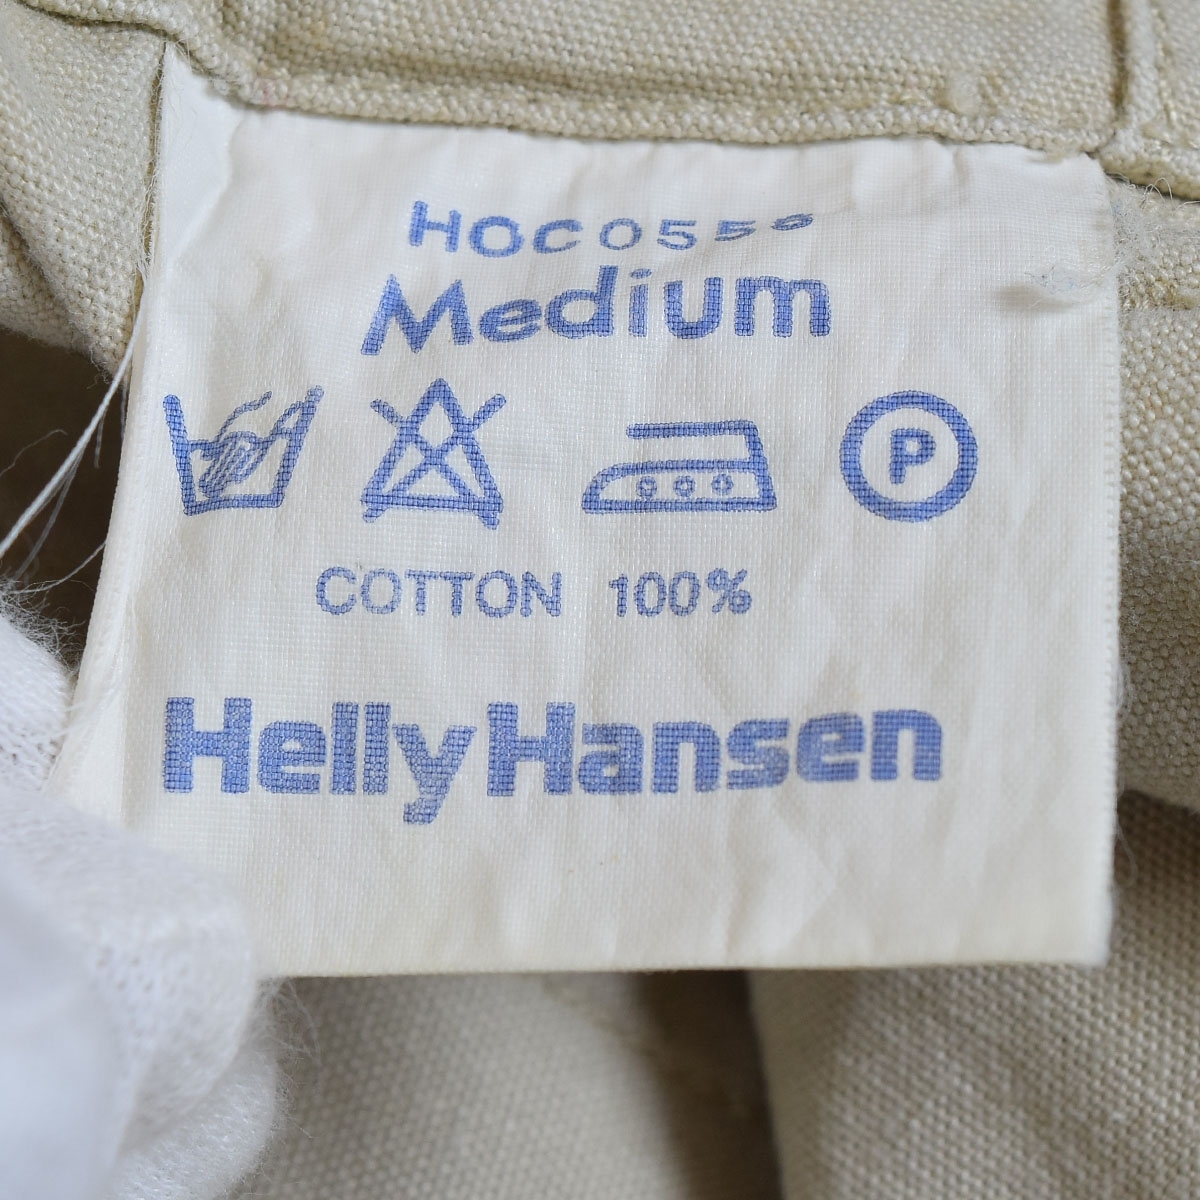 Medium
P
COTTON 100%
Helly Hansen